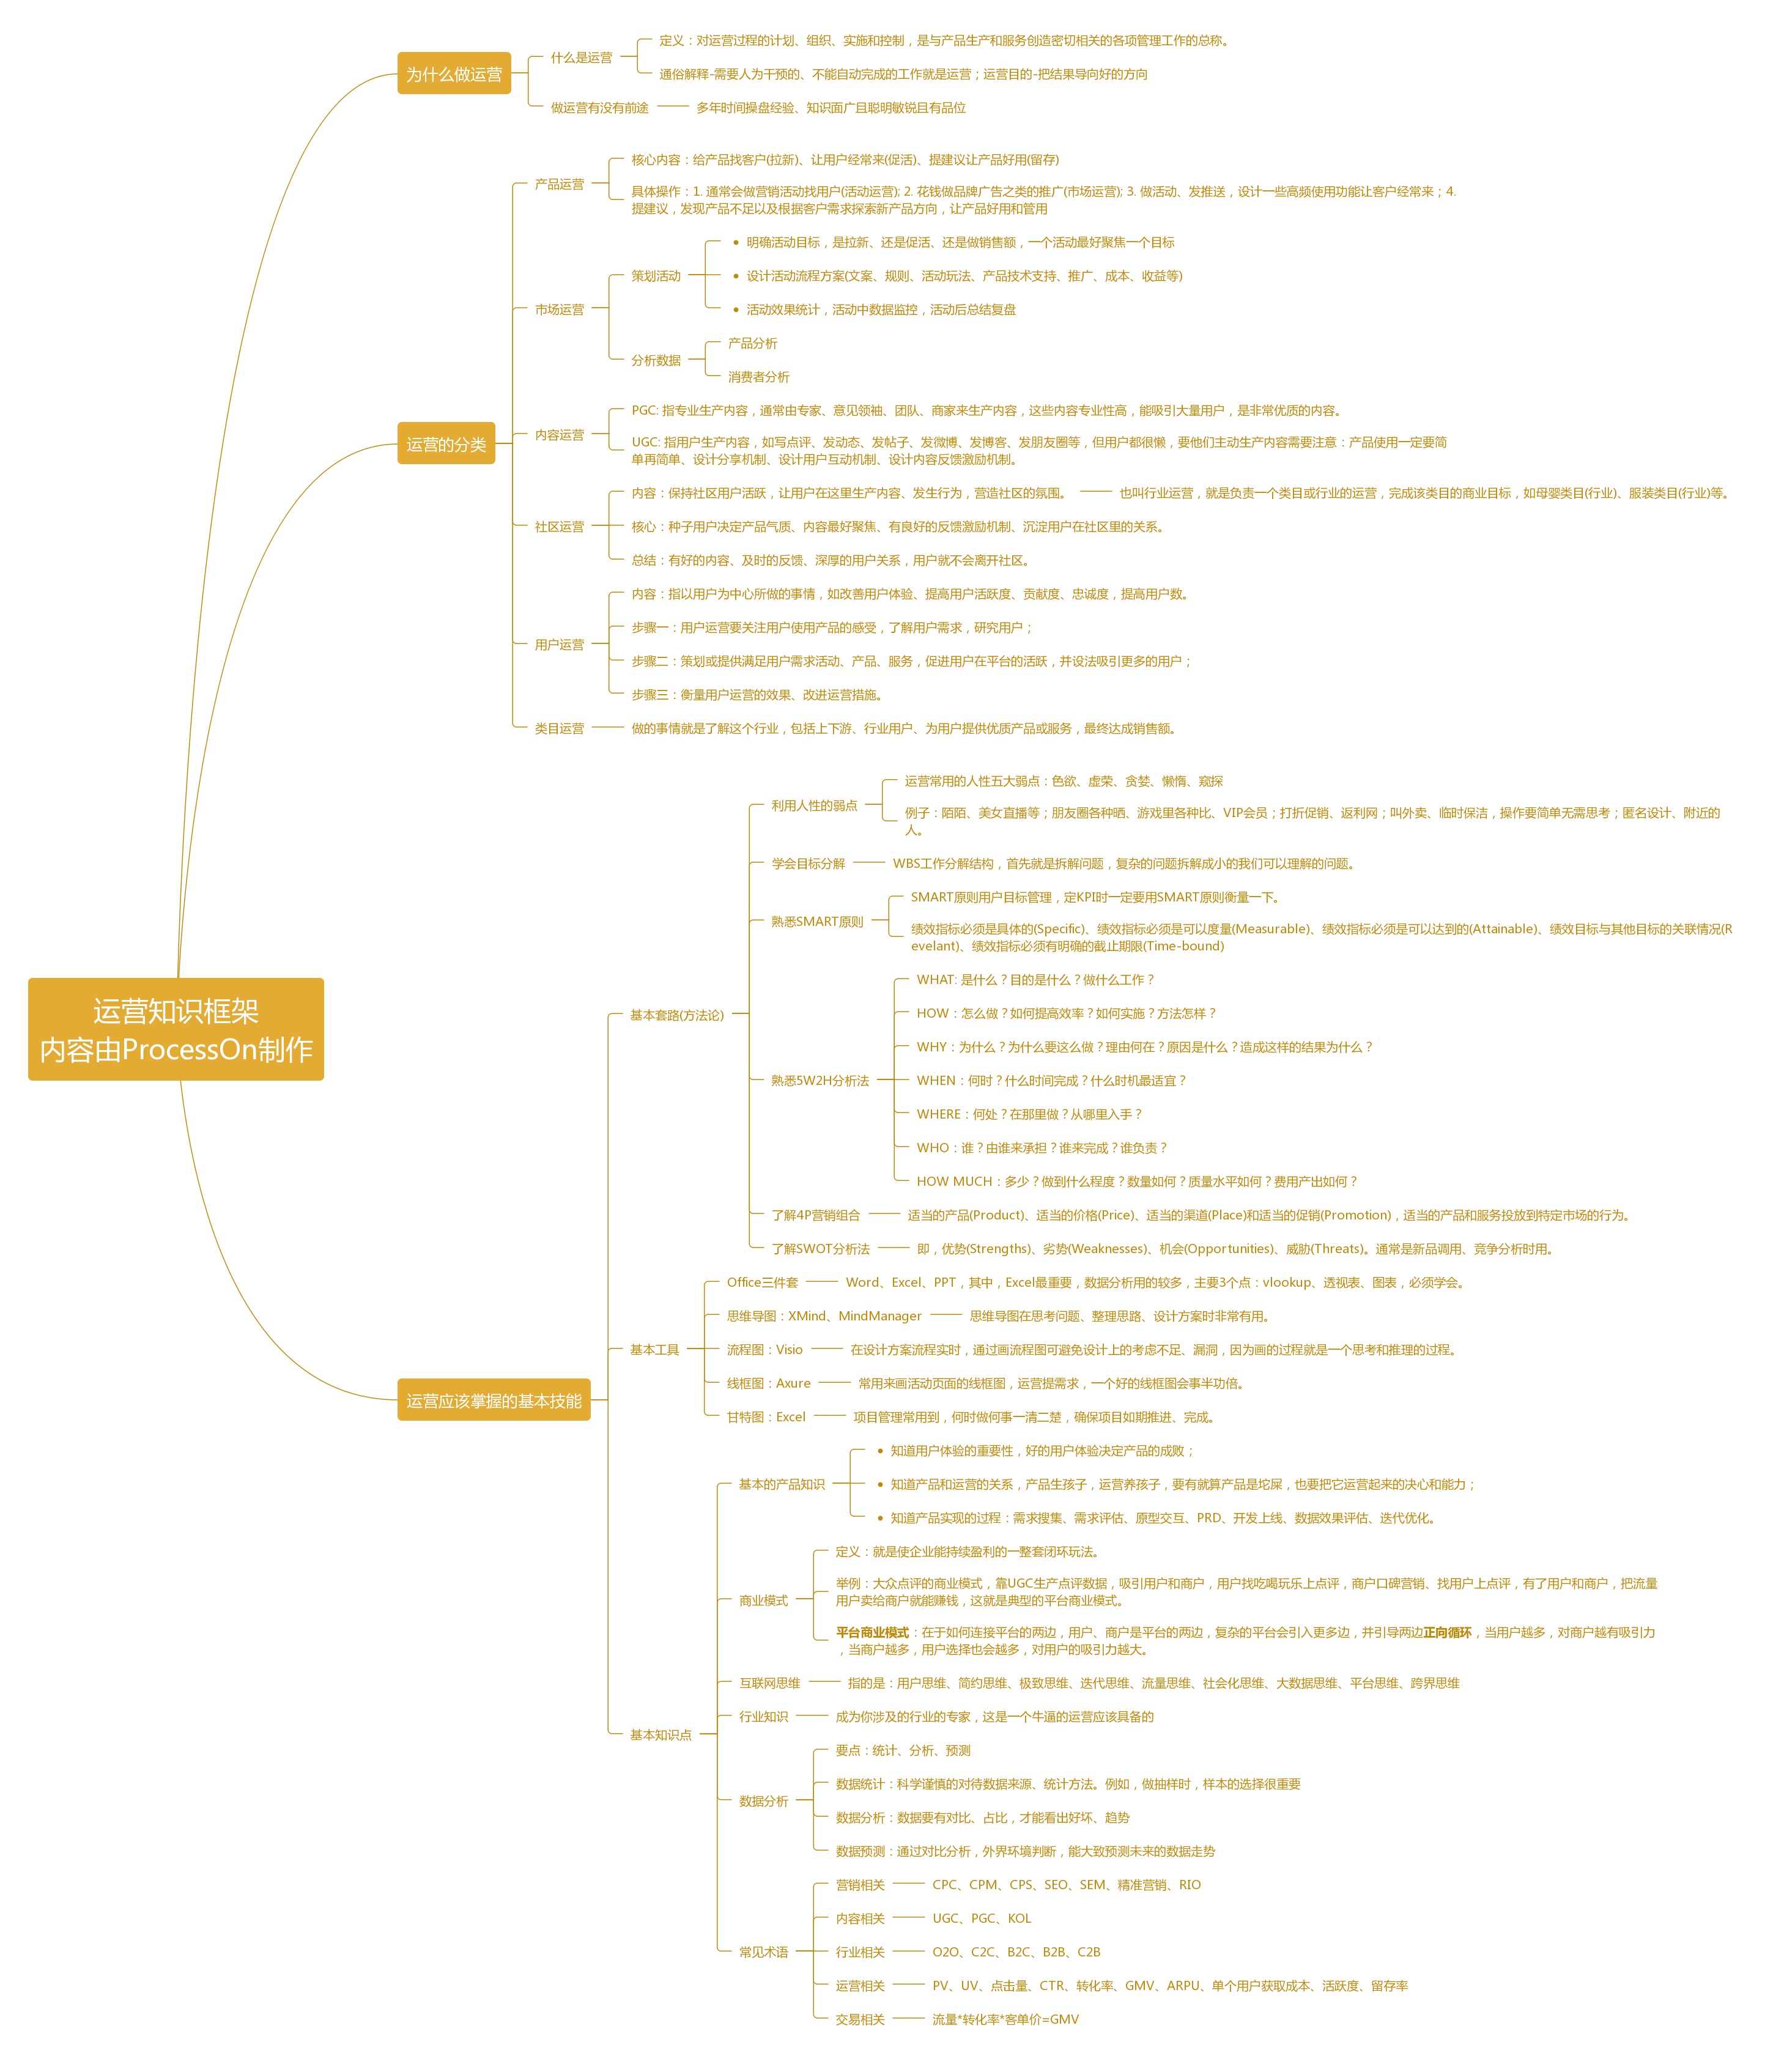 运营知识框架
内容由ProcessOn制作
为什么做运营
什么是运营
定义：对运营过程的计划、组织、实施和控制，是与产品生产和服务创造密切相关的各项管理工作的总称。
通俗解释-需要人为干预的、不能自动完成的工作就是运营；运营目的-把结果导向好的方向
做运营有没有前途
多年时间操盘经验、知识面广且聪明敏锐且有品位
运营的分类
产品运营
核心内容：给产品找客户(拉新)、让用户经常来(促活)、提建议让产品好用(留存)
具体操作：1. 通常会做营销活动找用户(活动运营); 2. 花钱做品牌广告之类的推广(市场运营); 3. 做活动、发推送，设计一些高频使用功能让客户经常来；4.
提建议，发现产品不足以及根据客户需求探索新产品方向，让产品好用和管用
市场运营
策划活动
• 明确活动目标，是拉新、还是促活、还是做销售额，一个活动最好聚焦一个目标
• 设计活动流程方案(文案、规则、活动玩法、产品技术支持、推广、成本、收益等)
• 活动效果统计，活动中数据监控，活动后总结复盘
分析数据
产品分析
消费者分析
内容运营
PGC: 指专业生产内容，通常由专家、意见领袖、团队、商家来生产内容，这些内容专业性高，能吸引大量用户，是非常优质的内容。
UGC: 指用户生产内容，如写点评、发动态、发帖子、发微博、发博客、发朋友圈等，但用户都很懒，要他们主动生产内容需要注意：产品使用一定要简
单再简单、设计分享机制、设计用户互动机制、设计内容反馈激励机制。
社区运营
内容：保持社区用户活跃，让用户在这里生产内容、发生行为，营造社区的氛围。
也叫行业运营，就是负责一个类目或行业的运营，完成该类目的商业目标，如母婴类目(行业)、服装类目(行业)等。
核心：种子用户决定产品气质、内容最好聚焦、有良好的反馈激励机制、沉淀用户在社区里的关系。
总结：有好的内容、及时的反馈、深厚的用户关系，用户就不会离开社区。
用户运营
内容：指以用户为中心所做的事情，如改善用户体验、提高用户活跃度、贡献度、忠诚度，提高用户数。
步骤一：用户运营要关注用户使用产品的感受，了解用户需求，研究用户；
步骤二：策划或提供满足用户需求活动、产品、服务，促进用户在平台的活跃，并设法吸引更多的用户；
步骤三：衡量用户运营的效果、改进运营措施。
类目运营
做的事情就是了解这个行业，包括上下游、行业用户、为用户提供优质产品或服务，最终达成销售额。
运营应该掌握的基本技能
基本套路(方法论)
利用人性的弱点
运营常用的人性五大弱点：色欲、虚荣、贪婪、懒惰、窥探
例子：陌陌、美女直播等；朋友圈各种晒、游戏里各种比、VIP会员；打折促销、返利网；叫外卖、临时保洁，操作要简单无需思考；匿名设计、附近的
人。
学会目标分解
WBS工作分解结构，首先就是拆解问题，复杂的问题拆解成小的我们可以理解的问题。
熟悉SMART原则
SMART原则用户目标管理，定KPI时一定要用SMART原则衡量一下。
绩效指标必须是具体的(Specific)、绩效指标必须是可以度量(Measurable)、绩效指标必须是可以达到的(Attainable)、绩效目标与其他目标的关联情况(R
evelant)、绩效指标必须有明确的截止期限(Time-bound)
熟悉5W2H分析法
WHAT: 是什么？目的是什么？做什么工作？
HOW：怎么做？如何提高效率？如何实施？方法怎样？
WHY：为什么？为什么要这么做？理由何在？原因是什么？造成这样的结果为什么？
WHEN：何时？什么时间完成？什么时机最适宜？
WHERE：何处？在那里做？从哪里入手？
WHO：谁？由谁来承担？谁来完成？谁负责？
HOW MUCH：多少？做到什么程度？数量如何？质量水平如何？费用产出如何？
了解4P营销组合
适当的产品(Product)、适当的价格(Price)、适当的渠道(Place)和适当的促销(Promotion)，适当的产品和服务投放到特定市场的行为。
了解SWOT分析法
即，优势(Strengths)、劣势(Weaknesses)、机会(Opportunities)、威胁(Threats)。通常是新品调用、竞争分析时用。
基本工具
Office三件套
Word、Excel、PPT，其中，Excel最重要，数据分析用的较多，主要3个点：vlookup、透视表、图表，必须学会。
思维导图：XMind、MindManager
思维导图在思考问题、整理思路、设计方案时非常有用。
流程图：Visio
在设计方案流程实时，通过画流程图可避免设计上的考虑不足、漏洞，因为画的过程就是一个思考和推理的过程。
线框图：Axure
常用来画活动页面的线框图，运营提需求，一个好的线框图会事半功倍。
甘特图：Excel
项目管理常用到，何时做何事一清二楚，确保项目如期推进、完成。
基本知识点
基本的产品知识
• 知道用户体验的重要性，好的用户体验决定产品的成败；
• 知道产品和运营的关系，产品生孩子，运营养孩子，要有就算产品是坨屎，也要把它运营起来的决心和能力；
• 知道产品实现的过程：需求搜集、需求评估、原型交互、PRD、开发上线、数据效果评估、迭代优化。
商业模式
定义：就是使企业能持续盈利的一整套闭环玩法。
举例：大众点评的商业模式，靠UGC生产点评数据，吸引用户和商户，用户找吃喝玩乐上点评，商户口碑营销、找用户上点评，有了用户和商户，把流量
用户卖给商户就能赚钱，这就是典型的平台商业模式。
平台商业模式：在于如何连接平台的两边，用户、商户是平台的两边，复杂的平台会引入更多边，并引导两边正向循环，当用户越多，对商户越有吸引力
，当商户越多，用户选择也会越多，对用户的吸引力越大。
互联网思维
指的是：用户思维、简约思维、极致思维、迭代思维、流量思维、社会化思维、大数据思维、平台思维、跨界思维
行业知识
成为你涉及的行业的专家，这是一个牛逼的运营应该具备的
数据分析
要点：统计、分析、预测
数据统计：科学谨慎的对待数据来源、统计方法。例如，做抽样时，样本的选择很重要
数据分析：数据要有对比、占比，才能看出好坏、趋势
数据预测：通过对比分析，外界环境判断，能大致预测未来的数据走势
常见术语
营销相关
CPC、CPM、CPS、SEO、SEM、精准营销、RIO
内容相关
UGC、PGC、KOL
行业相关
O2O、C2C、B2C、B2B、C2B
运营相关
PV、UV、点击量、CTR、转化率、GMV、ARPU、单个用户获取成本、活跃度、留存率
交易相关
流量*转化率*客单价=GMV